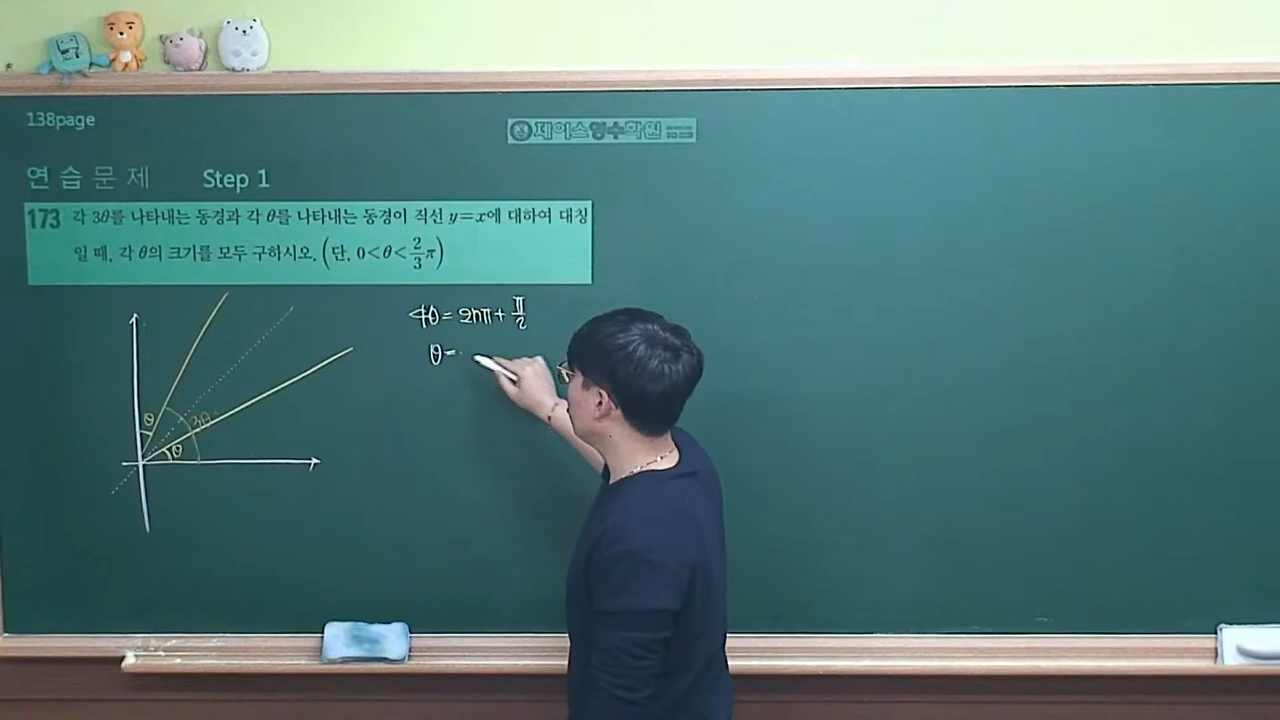 138page
제이스영수학원
연습문제 Step 1
173 각 3θ를 나타내는 동경과 각 θ를 나타내는 동경이 직선 y=x에 대하여 대칭
일 때, 각 θ의 크기를 모두 구하시오. (단, 0<θ<2/3π)
4θ=2nπ+π/2
θ=
θ
3θ
θ